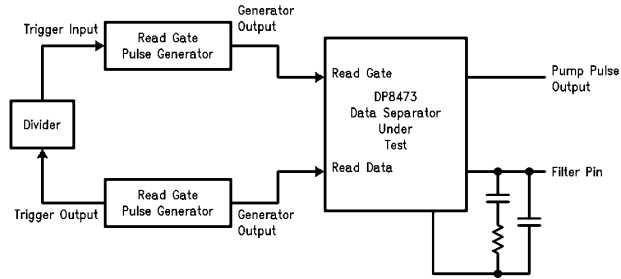 Generator
Output
Trigger Input
Read Gate
Pulse Generator
Read Gate
Pump Pulse
Output
DP8473
Data Separator
Under
Test
Divider
Read Data
Filter Pin
Read Gate
Pulse Generator
Trigger Output
Generator
Output